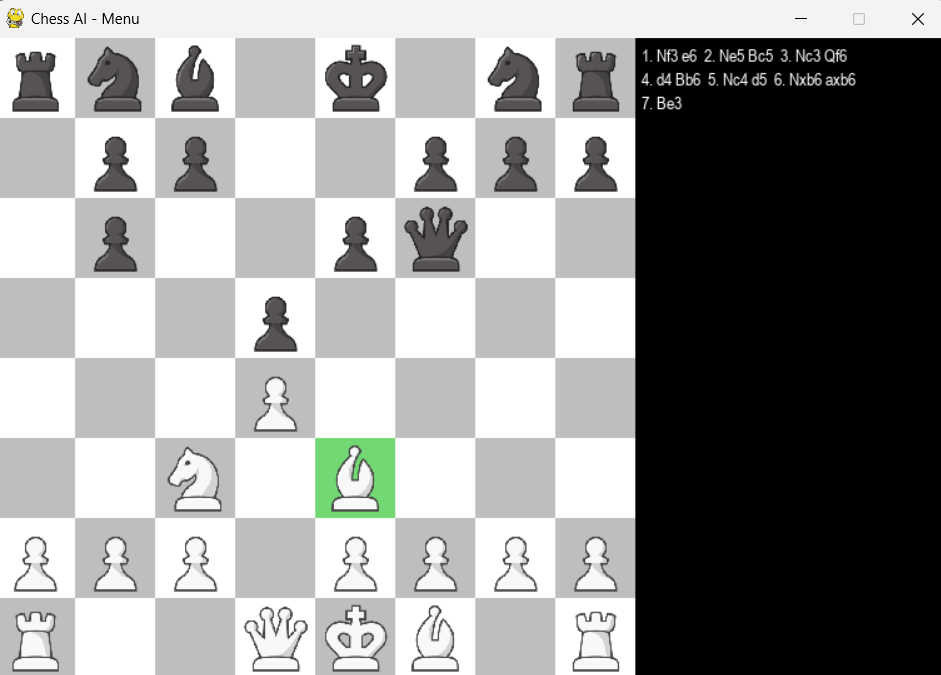 Chess AI - Menu
1. Nf3 e6 2. Ne5 Bc5 3. Nc3 Qf6
4. d4 Bb6 5. Nc4 d5 6. Nxb6 axb6
7. Be3